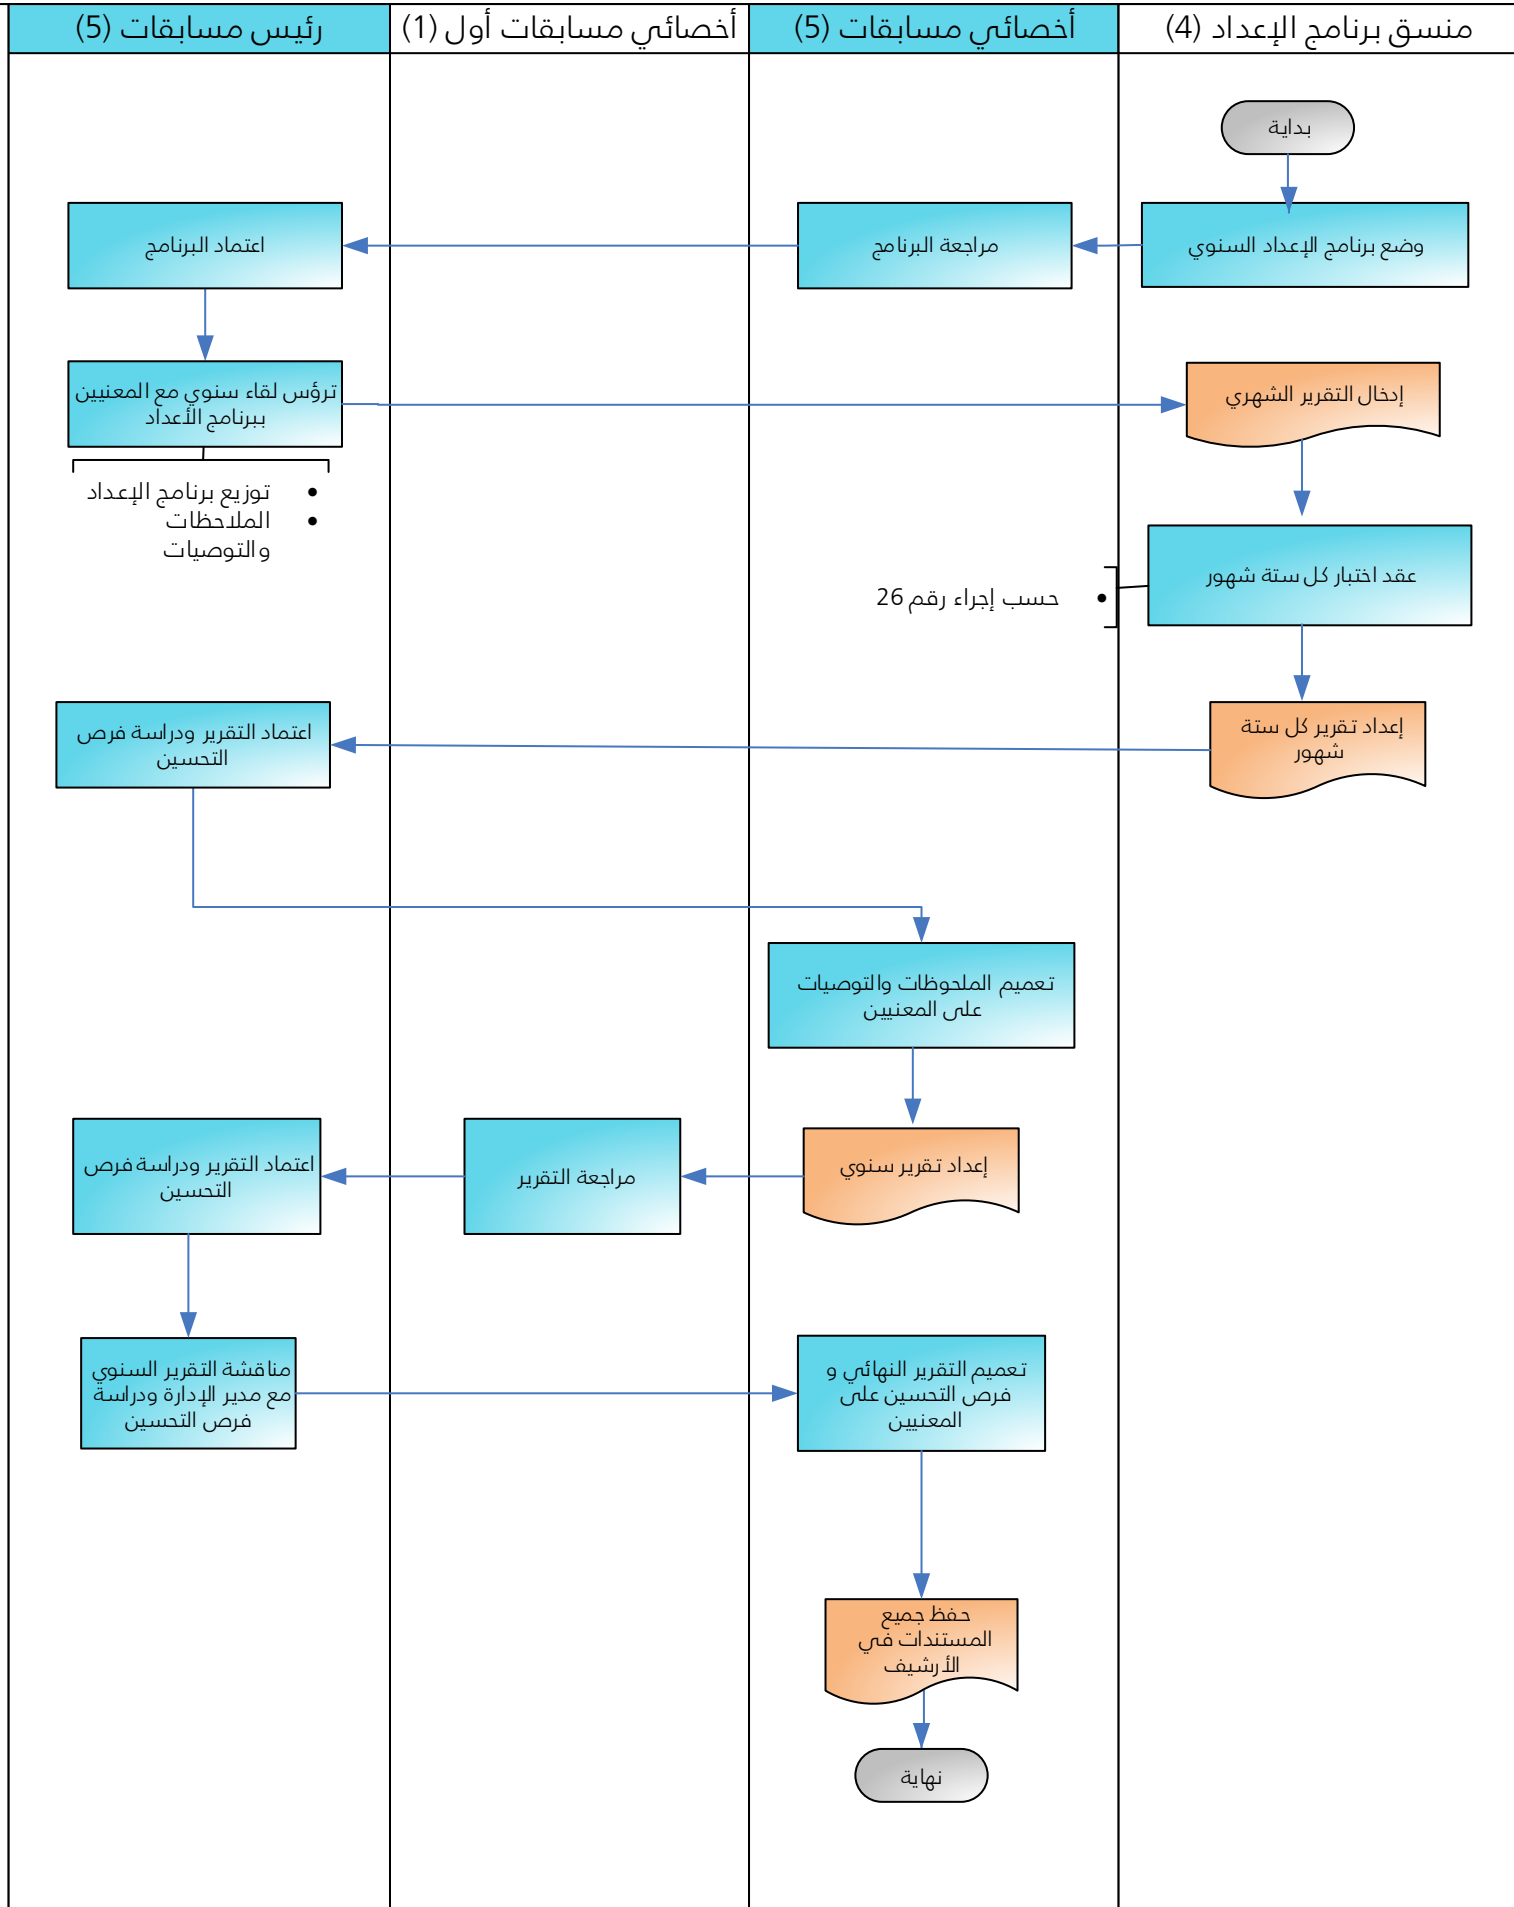 منسق برنامج الإعداد (4)
أخصائي مسابقات (5)
أخصائي مسابقات أول (1)
رئيس مسابقات (5)
بداية
وضع برنامج الإعداد السنوي
مراجعة البرنامج
اعتماد البرنامج
ترؤس لقاء سنوي مع المعنيين
ببرنامج الأعداد
إدخال التقرير الشهري
• توزيع برنامج الإعداد
• الملاحظات
والتوصيات
عقد اختبار كل ستة شهور
• حسب إجراء رقم 26
إعداد تقرير كل ستة
شهور
اعتماد التقرير ودراسة فرص
التحسين
تعميم الملحوظات والتوصيات
على المعنيين
إعداد تقرير سنوي
مراجعة التقرير
اعتماد التقرير ودراسة فرص
التحسين
مناقشة التقرير السنوي
مع مدير الإدارة ودراسة
فرص التحسين
تعميم التقرير النهائي و
فرص التحسين على
المعنيين
حفظ جميع
المستندات في
الأرشيف
نهاية